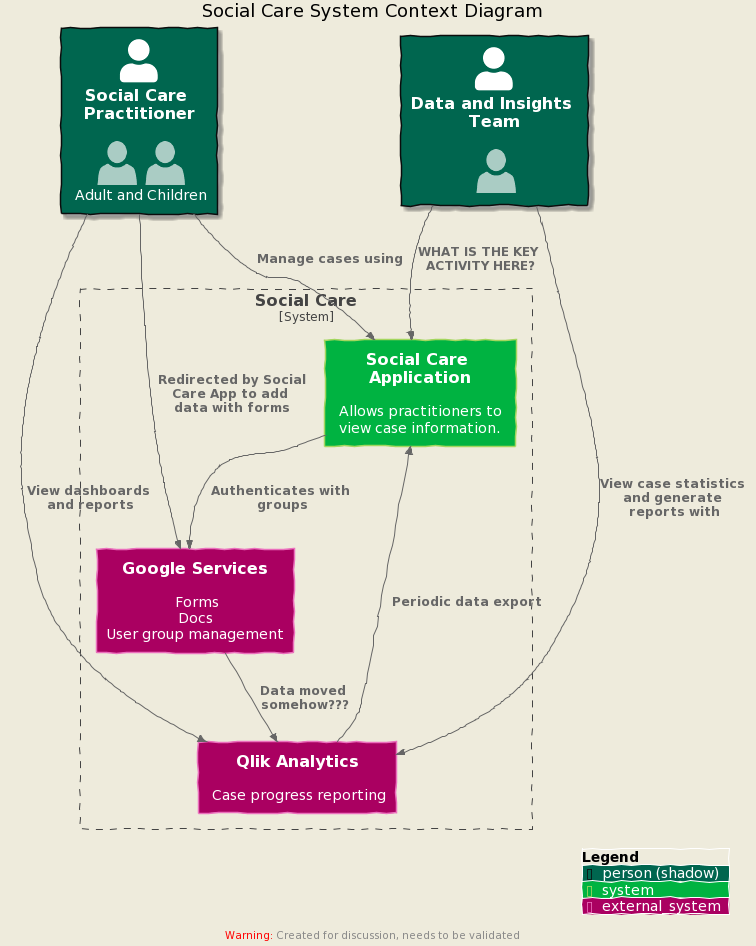 Social Care System Context Diagram
Social Care
Practitioner
Adult and Children
Data and Insights
Team
Manage cases using
WHAT IS THE KEY
ACTIVITY HERE?
Social Care
[System]
Social Care
Application
Allows practitioners to
view case information.
Redirected by Social
Care App to add
data with forms
View dashboards
and reports
Authenticates with
groups
View case statistics
and generate
reports with
Google Services
Forms
Docs
User group management
Periodic data export
Data moved
somehow???
Qlik Analytics
Case progress reporting
Legend
person (shadow)
system
external_system
Warning: Created for discussion, needs to be validated